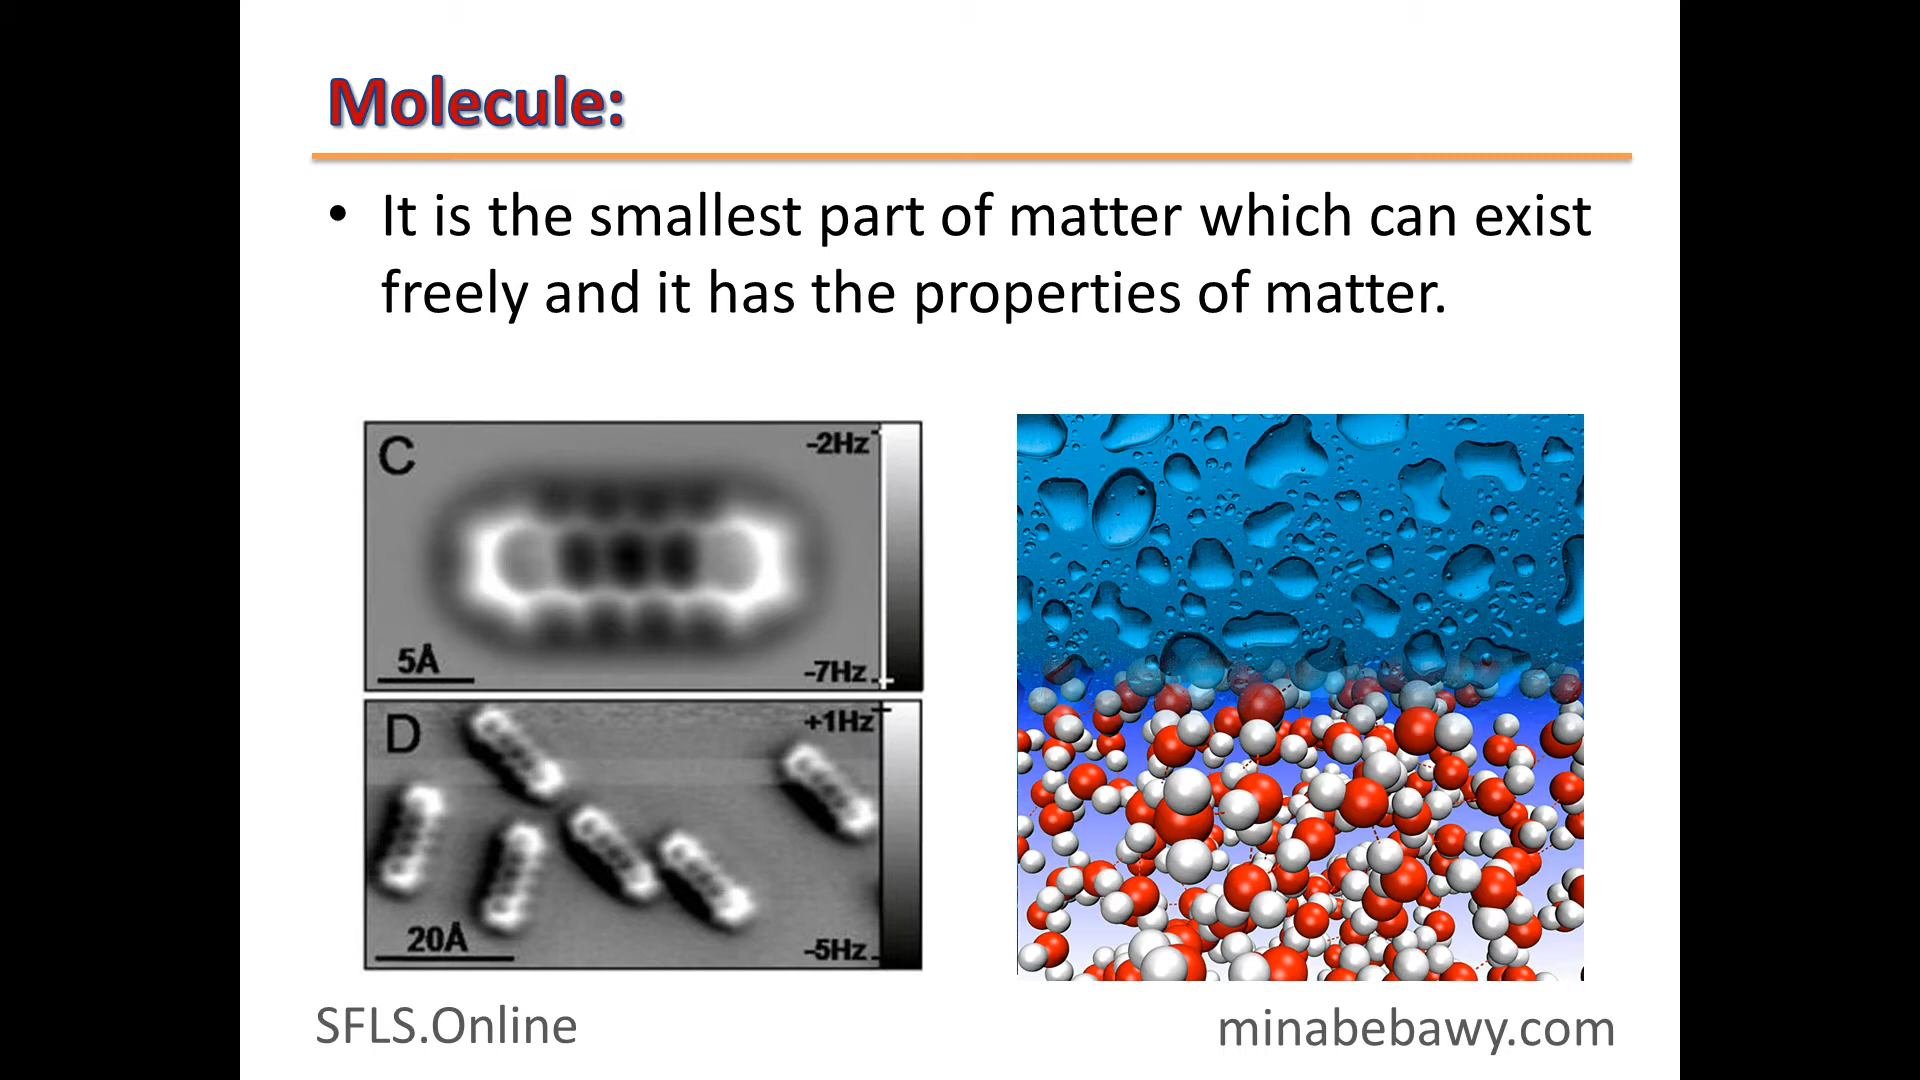 Molecule:
• It is the smallest part of matter which can exist
freely and it has the properties of matter.
C
-2Hz
5Å
-7Hz
D
+1Hz
20Å
-5Hz
SFLS.Online
minabebawy.com